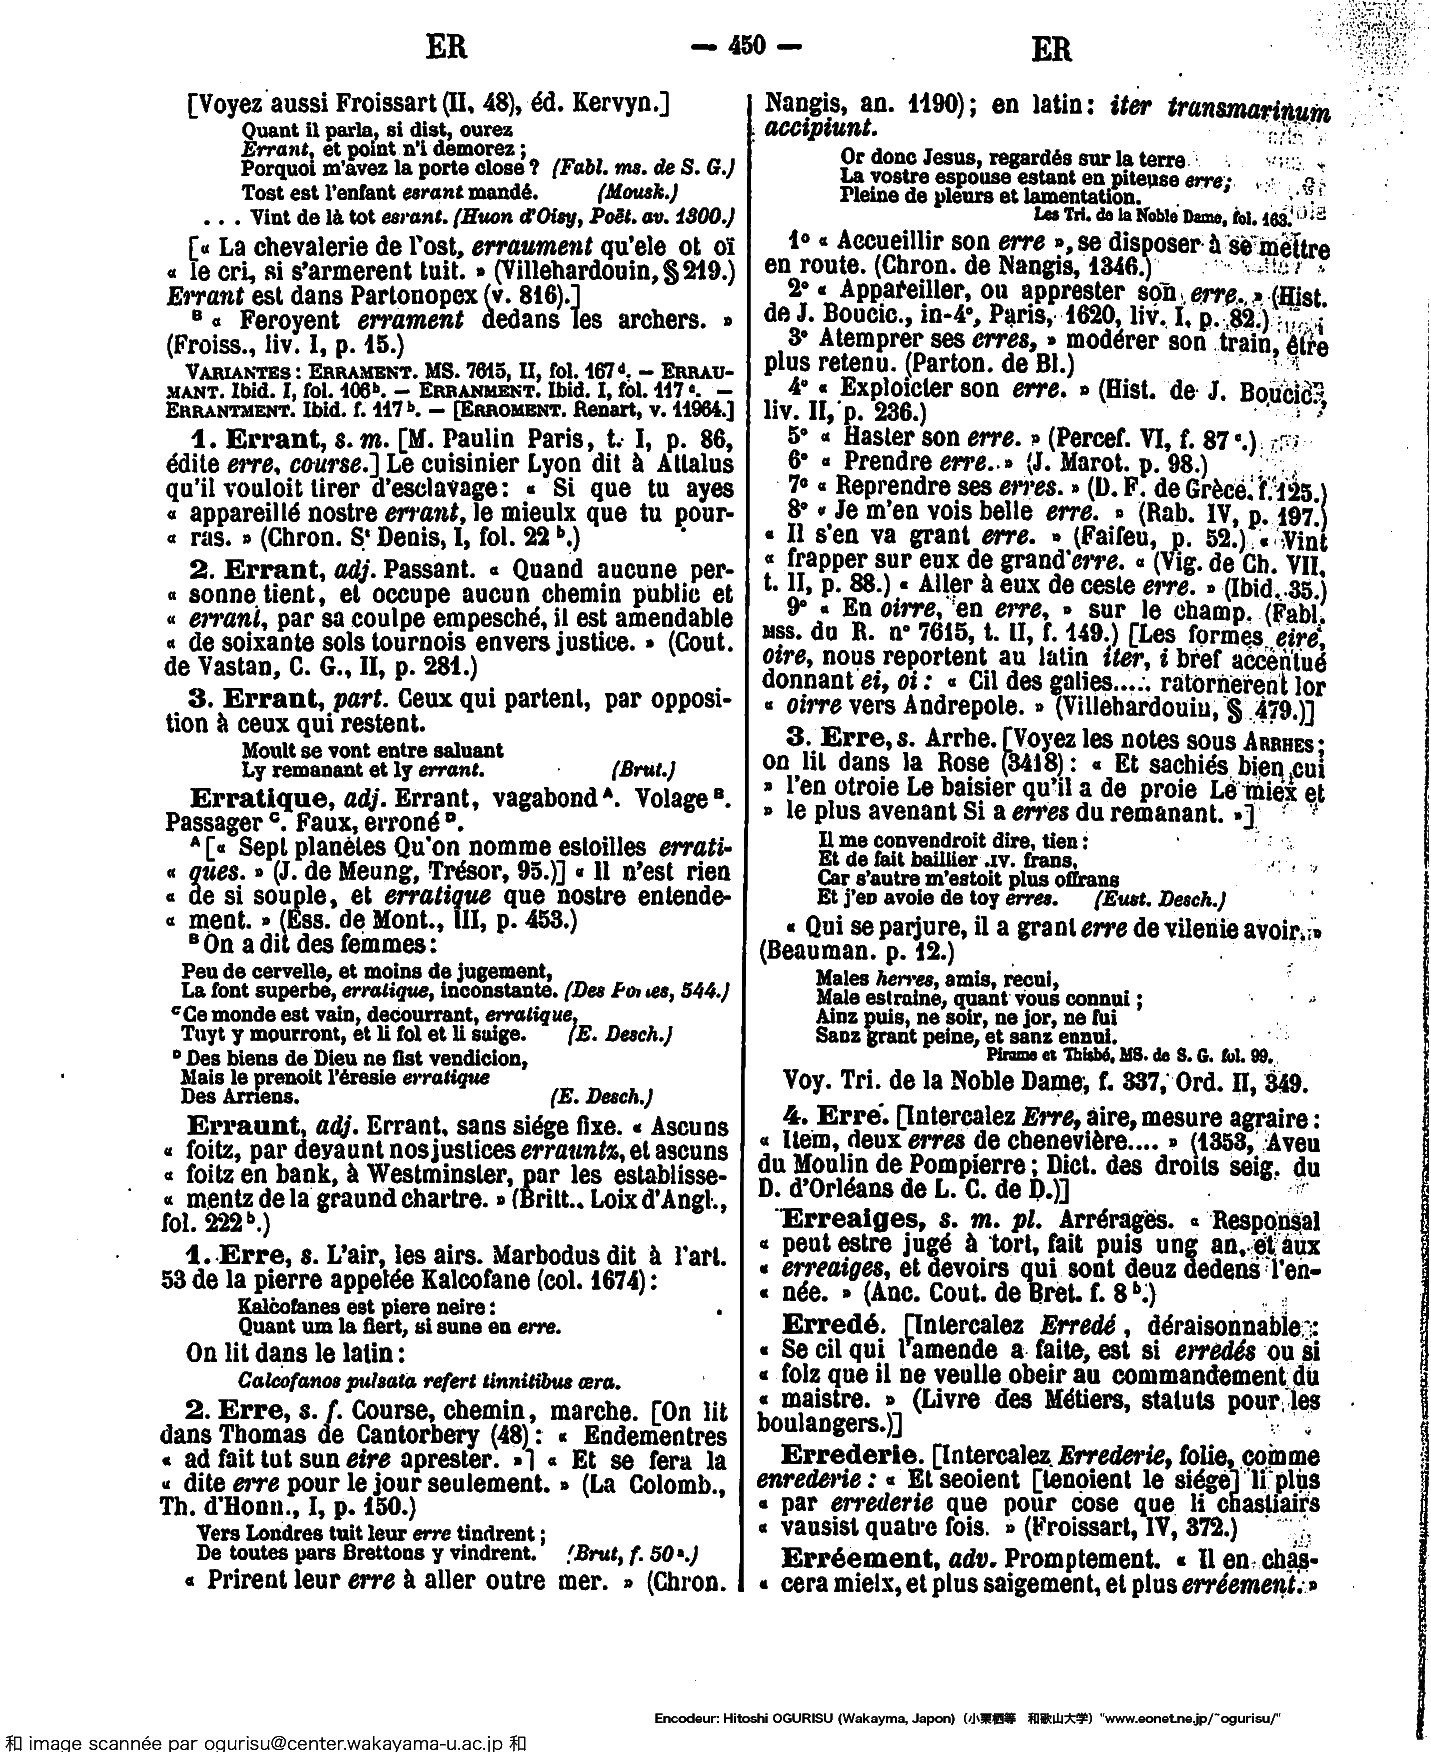 ER — 450 — ER
[Voyez aussi Froissart (II, 48), éd. Kervyn.]
Quant il parla, si dist, ourez
Errant, et point n'i demorez ;
Porquoi m'avez la porte close ? (Fabl. ms. de S. G.)
Tost est l'enfant esrant mandé. (Mousk.)
. . . Vint de là tot esrant. (Huon d'Oisy, Poët. av. 1300.)
[« La chevalerie de l'ost, erraument qu'ele ot oï
« le cri, si s'armerent tuit. » (Villehardouin, § 219.)
Errant est dans Partonopex (v. 816).]
B « Feroyent errament dedans les archers. »
(Froiss., liv. I, p. 15.)
VARIANTES : ERRAMENT. MS. 7615, II, fol. 167 d. — ERRAU-
MANT. Ibid. I, fol. 106 b. — ERRANMENT. Ibid. I, fol. 117 c. —
ERRANTMENT. Ibid. f. 117 b. — [ERROMENT. Renart, v. 11964.]
1. Errant, s. m. [M. Paulin Paris, t. I, p. 86,
édite erre, course.] Le cuisinier Lyon dit à Attalus
qu'il vouloit tirer d'esclavage : « Si que tu ayes
« appareillé nostre errant, le mieulx que tu pour-
« ras. » (Chron. St Denis, I, fol. 22 b.)
2. Errant, adj. Passant. « Quand aucune per-
« sonne tient, et occupe aucun chemin public et
« errant, par sa coulpe empesché, il est amendable
« de soixante sols tournois envers justice. » (Cout.
de Vastan, C. G., II, p. 281.)
3. Errant, part. Ceux qui partent, par opposi-
tion à ceux qui restent.
Moult se vont entre saluant
Ly remanant et ly errant. (Brut.)
Erratique, adj. Errant, vagabond A. Volage B.
Passager C. Faux, erroné D.
A [« Sept planètes Qu'on nomme estoilles errati-
« ques. » (J. de Meung, Trésor, 95.)] « Il n'est rien
« de si souple, et erratique que nostre entende-
« ment. » (Ess. de Mont., III, p. 453.)
B On a dit des femmes :
Peu de cervelle, et moins de jugement,
La font superbe, erratique, inconstante. (Des Portes, 544.)
C Ce monde est vain, decourrant, erratique,
Tuyt y mourront, et li fol et li saige. (E. Desch.)
D Des biens de Dieu ne fist vendicion,
Mais le prenoit l'éresie erratique
Des Arriens. (E. Desch.)
Erraunt, adj. Errant, sans siége fixe. « Ascuns
« foitz, par devaunt nos justices errauntz, et ascuns
« foitz en bank, à Westminster, par les establisse-
« mentz de la graund chartre. » (Britt., Loix d'Angl.,
fol. 222 b.)
1. Erre, s. L'air, les airs. Marbodus dit à l'art.
53 de la pierre appelée Kalcofane (col. 1674) :
Kalcofanes est piere neire :
Quant um la fiert, si sune en erre.
On lit dans le latin :
Calcofanos pulsata refert tinnitibus æra.
2. Erre, s. f. Course, chemin, marche. [On lit
dans Thomas de Cantorbery (48) : « Endementres
« ad fait tut sun eire aprester. »] « Et se fera la
« dite erre pour le jour seulement. » (La Colomb.,
Th. d'Honn., I, p. 150.)
Vers Londres tuit leur erre tindrent ;
De toutes pars Brettons y vindrent. (Brut, f. 50 a.)
« Prirent leur erre à aller outre mer. » (Chron.
Nangis, an. 1190) ; en latin : iter transmarinum
accipiunt.
Or donc Jesus, regardés sur la terre
La vostre espouse estant en piteuse erre ;
Pleine de pleurs et lamentation.
Les Tri. de la Noble Dame, fol. 163.
1º « Accueillir son erre », se disposer à se mettre
en route. (Chron. de Nangis, 1346.)
2º « Appareiller, ou apprester son erre. » (Hist.
de J. Boucic., in-4º, Paris, 1620, liv. I, p. 82.)
3º Atemprer ses erres, » modérer son train, être
plus retenu. (Parton. de Bl.)
4º « Exploicter son erre. » (Hist. de J. Boucic.,
liv. II, p. 236.)
5º « Haster son erre. » (Percef. VI, f. 87 c.)
6º « Prendre erre. » (J. Marot. p. 98.)
7º « Reprendre ses erres. » (D. F. de Grèce. f. 125.)
8º « Je m'en vois belle erre. » (Rab. IV, p. 197.)
« Il s'en va grant erre. » (Faifeu, p. 52.) « Vint
« frapper sur eux de grand'erre. « (Vig. de Ch. VII,
t. II, p. 88.) « Aller à eux de ceste erre. » (Ibid. 35.)
9º « En oirre, en erre, » sur le champ. (Fabl.
MSS. du R. nº 7615, t. II, f. 149.) [Les formes eire,
oire, nous reportent au latin iter, i bref accentué
donnant ei, oi : « Cil des galies..... ratornerent lor
« oirre vers Andrepole. » (Villehardouin, § 479.)]
3. Erre, s. Arrhe. [Voyez les notes sous ARRHES ;
on lit dans la Rose (3418) : « Et sachiés bien cui
» l'en otroie Le baisier qu'il a de proie Le miex et
» le plus avenant Si a erres du remanant. »]
Il me convendroit dire, tien :
Et de fait baillier .IV. frans,
Car s'autre m'estoit plus offrans
Et j'en avoie de toy erres. (Eust. Desch.)
« Qui se parjure, il a grant erre de vilenie avoir. »
(Beauman. p. 12.)
Males herres, amis, recui,
Male estraine, quant vous connui ;
Ainz puis, ne soir, ne jor, ne fui
Sanz grant peine, et sanz ennui.
Pirame et Thisbé, MS. de S. G. fol. 99.
Voy. Tri. de la Noble Dame, f. 337, Ord. II, 349.
4. Erre. [Intercalez Erre, aire, mesure agraire :
« Item, deux erres de chenevière.... » (1353, Aveu
du Moulin de Pompierre ; Dict. des droits seig. du
D. d'Orléans de L. C. de D.)]
Erreaiges, s. m. pl. Arrérages. « Responsal
« peut estre jugé à tort, fait puis ung an, et aux
« erreaiges, et devoirs qui sont deuz dedens l'en-
« née. » (Anc. Cout. de Bret. f. 8 b.)
Erredé. [Intercalez Erredé, déraisonnable :
« Se cil qui l'amende a faite, est si erredés ou si
« folz que il ne veulle obeir au commandement du
« maistre. » (Livre des Métiers, statuts pour les
boulangers.)]
Errederie. [Intercalez Errederie, folie, comme
enrederie : « Et seoient [tenoient le siége] li plus
« par errederie que pour cose que li chastiairs
« vausist quatre fois. » (Froissart, IV, 372.)
Erréement, adv. Promptement. « Il en chas-
« cera mielx, et plus saigement, et plus erréement. »
Encodeur: Hitoshi OGURISU (Wakayma, Japon) (小栗栖等 和歌山大学) "www.eonet.ne.jp/~ogurisu/"
和 image scannée par ogurisu@center.wakayama-u.ac.jp 和